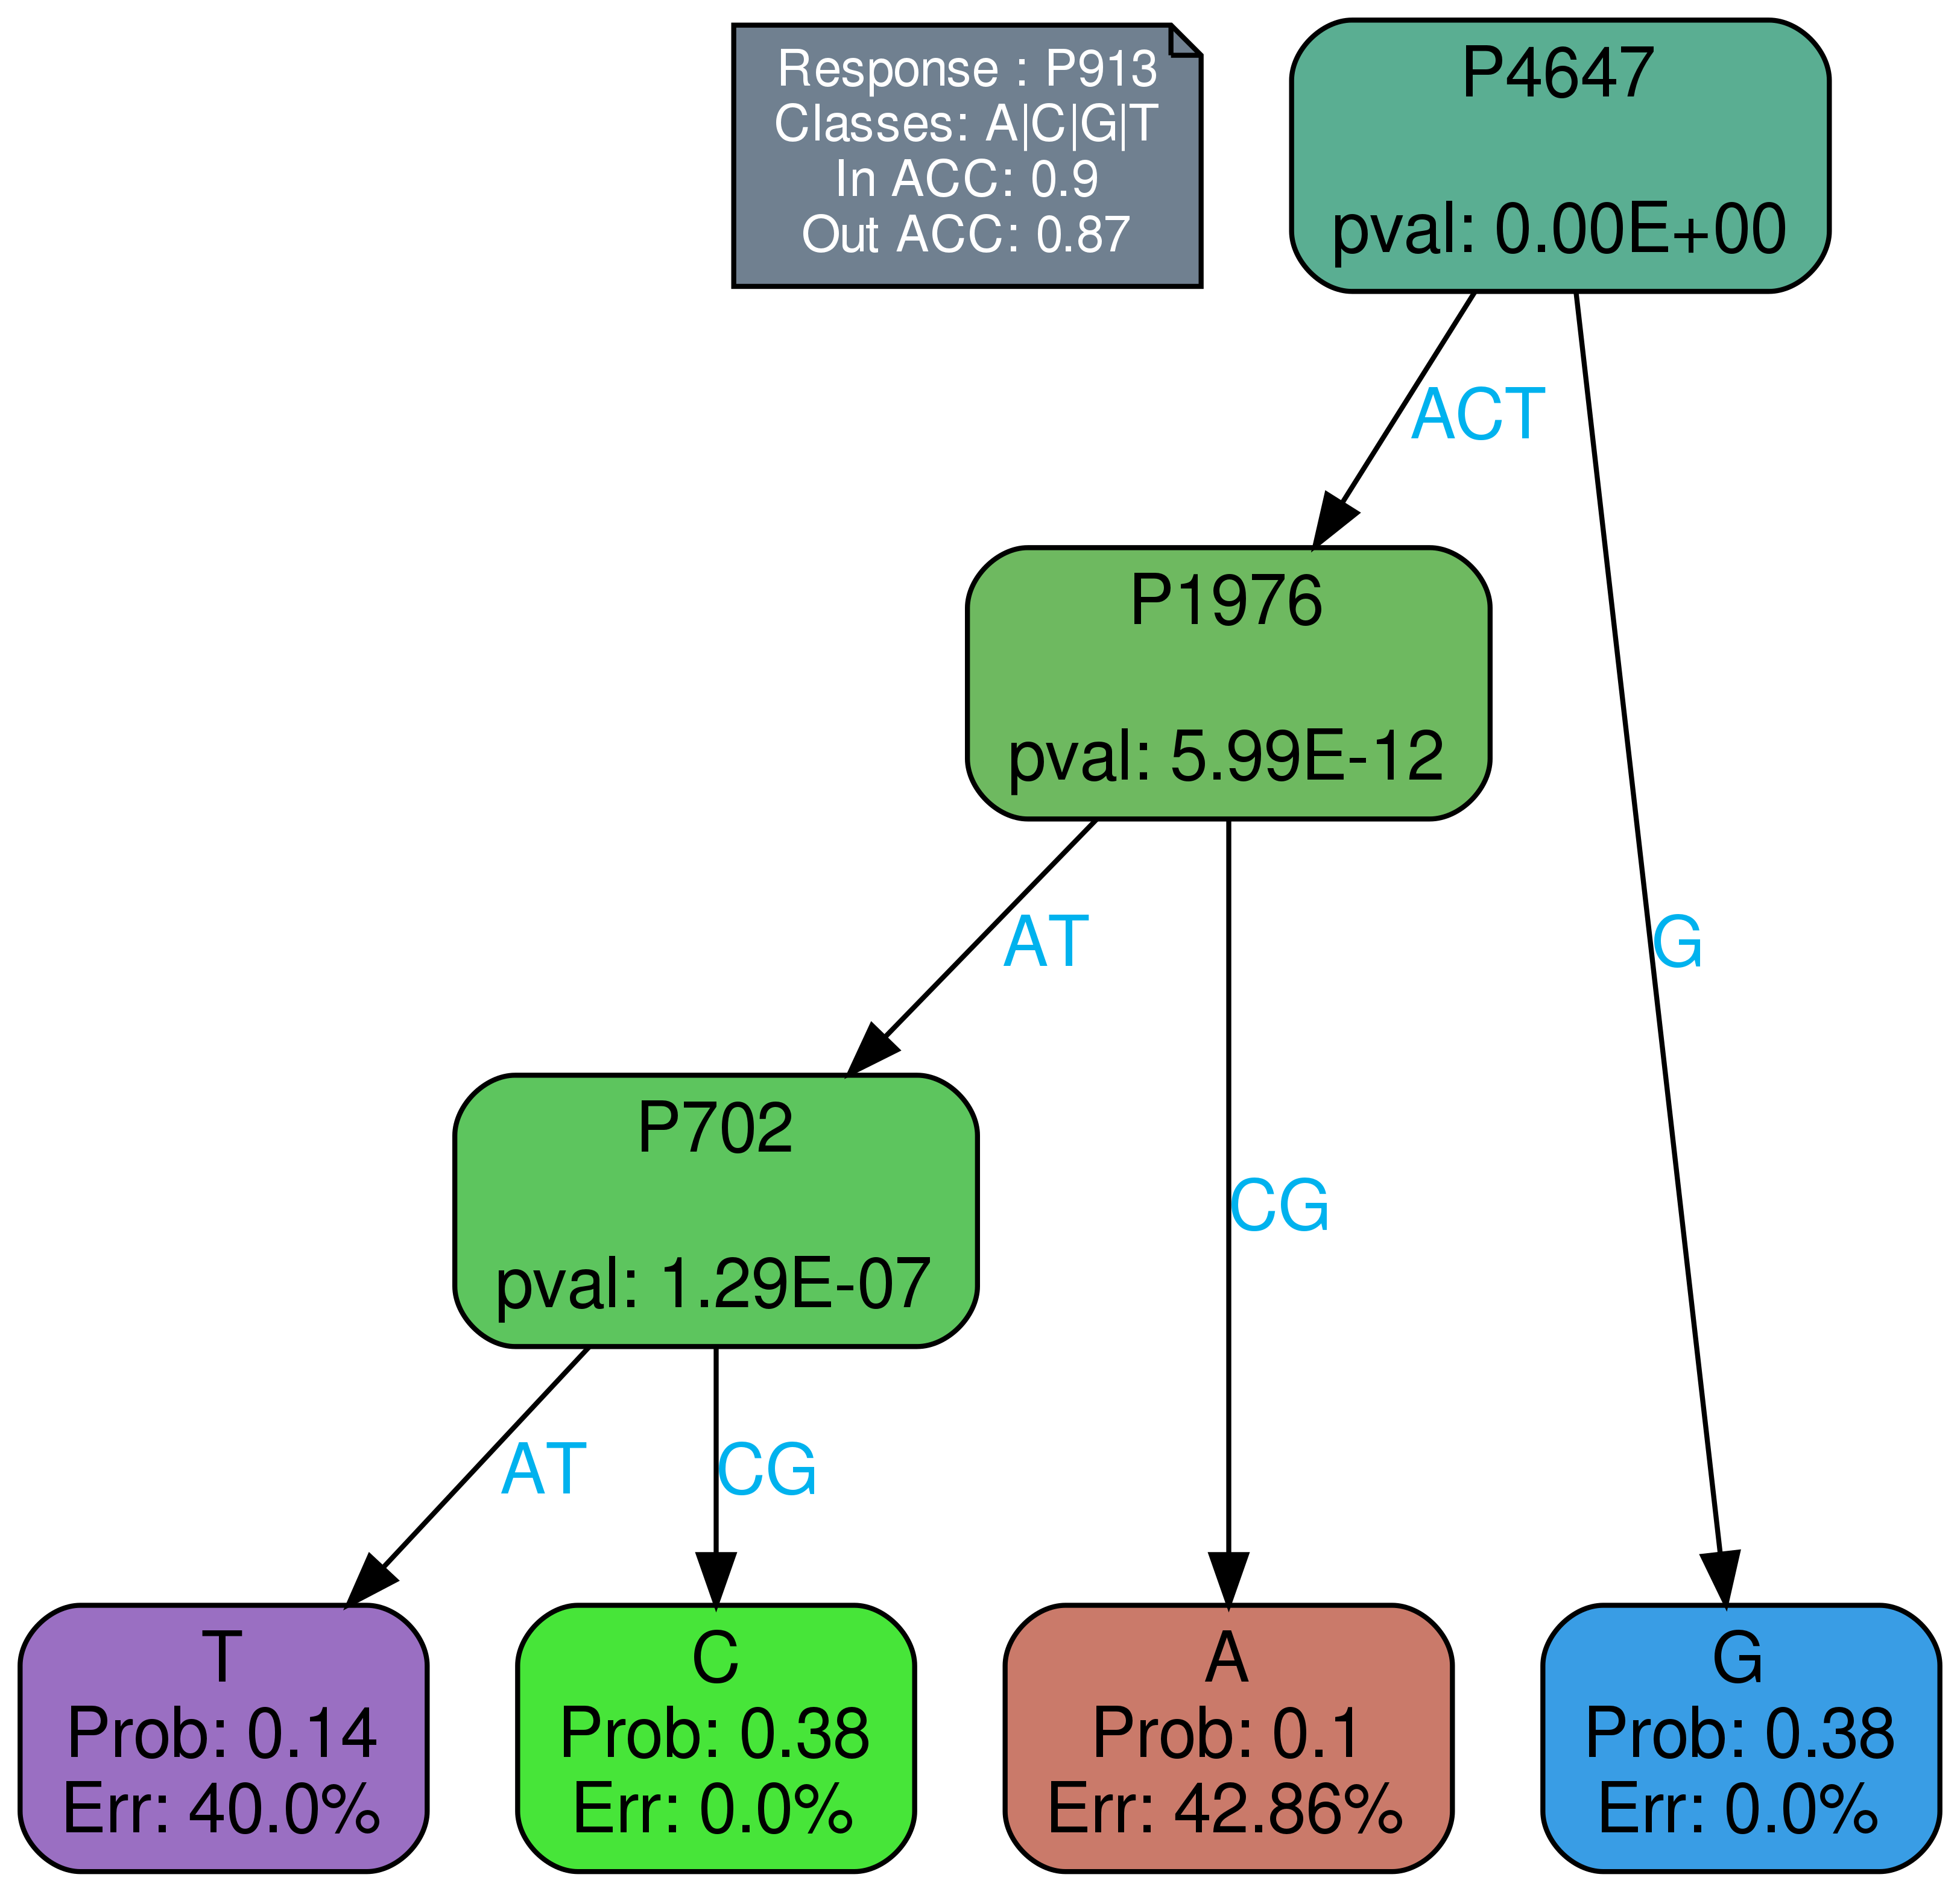 Response : P913
Classes: A|C|G|T
In ACC: 0.9
Out ACC: 0.87
P4647
pval: 0.00E+00
ACT
P1976
pval: 5.99E-12
AT
G
P702
pval: 1.29E-07
CG
AT
CG
T
Prob: 0.14
Err: 40.0%
C
Prob: 0.38
Err: 0.0%
A
Prob: 0.1
Err: 42.86%
G
Prob: 0.38
Err: 0.0%